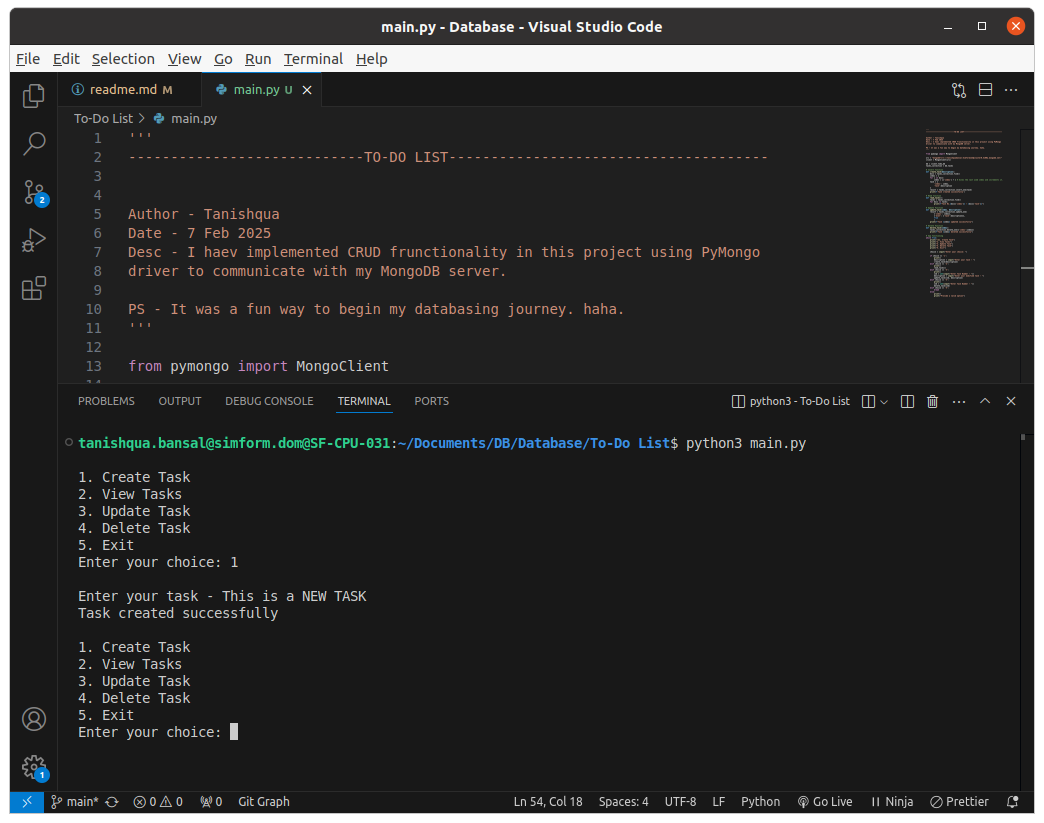 main.py - Database - Visual Studio Code
File Edit Selection View Go Run Terminal Help
readme.md M main.py U
To-Do List > main.py
1 '''
2 ----------------------------TO-DO LIST--------------------------------------
3
4
5 Author - Tanishqua
6 Date - 7 Feb 2025
7 Desc - I haev implemented CRUD frunctionality in this project using PyMongo
8 driver to communicate with my MongoDB server.
9
10 PS - It was a fun way to begin my databasing journey. haha.
11 '''
12
13 from pymongo import MongoClient
PROBLEMS OUTPUT DEBUG CONSOLE TERMINAL PORTS python3 - To-Do List
tanishqua.bansal@simform.dom@SF-CPU-031:~/Documents/DB/Database/To-Do List$ python3 main.py
1. Create Task
2. View Tasks
3. Update Task
4. Delete Task
5. Exit
Enter your choice: 1
Enter your task - This is a NEW TASK
Task created successfully
1. Create Task
2. View Tasks
3. Update Task
4. Delete Task
5. Exit
Enter your choice:
2
1
main* 0 0 0 Git Graph Ln 54, Col 18 Spaces: 4 UTF-8 LF Python Go Live Ninja Prettier